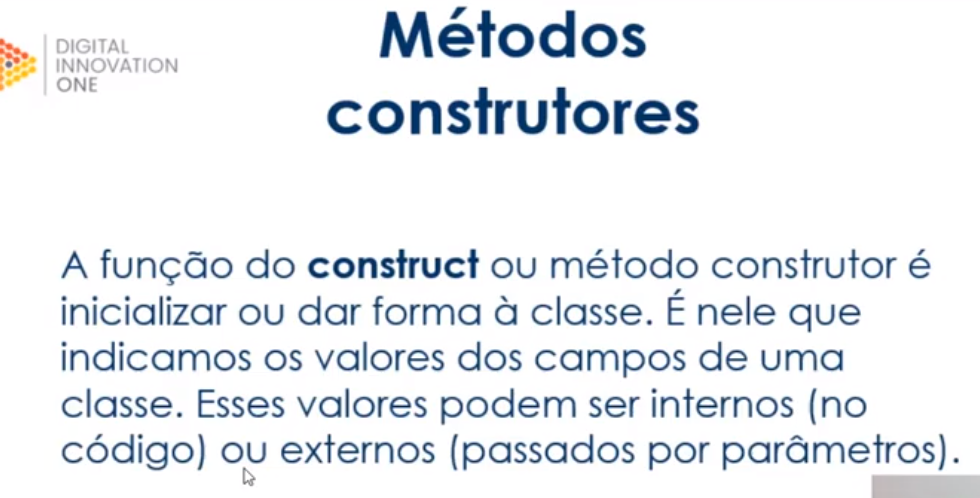 DIGITAL
INNOVATION
ONE
Métodos
construtores
A função do construct ou método construtor é
inicializar ou dar forma à classe. É nele que
indicamos os valores dos campos de uma
classe. Esses valores podem ser internos (no
código) ou externos (passados por parâmetros).